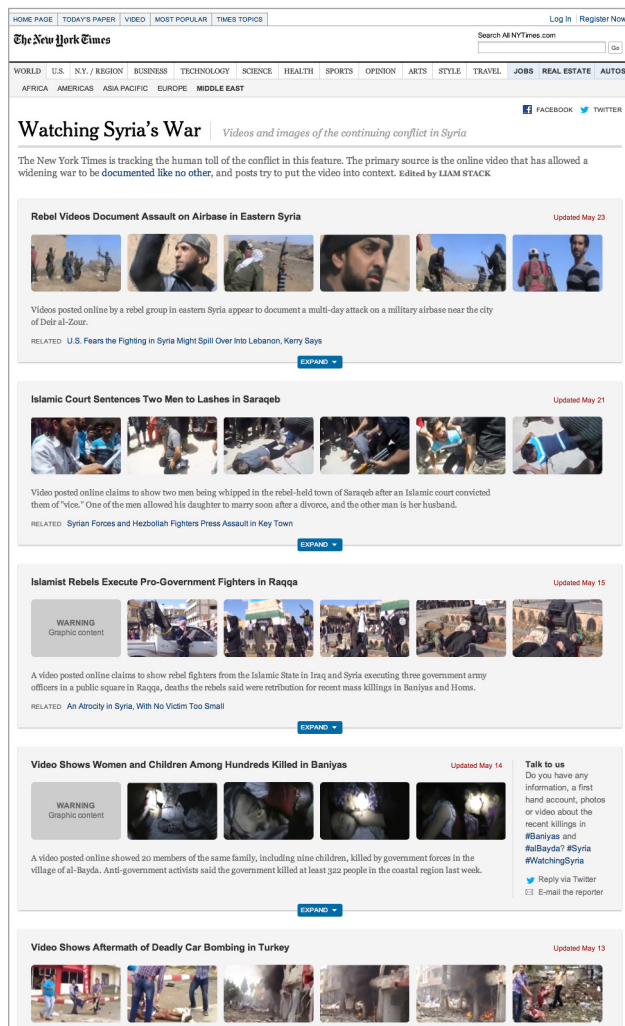 HOME PAGE TODAY'S PAPER VIDEO MOST POPULAR TIMES TOPICS
Log In Register Now
The New York Times
Search All NYTimes.com
Go
WORLD U.S. N.Y. / REGION BUSINESS TECHNOLOGY SCIENCE HEALTH SPORTS OPINION ARTS STYLE TRAVEL JOBS REAL ESTATE AUTOS
AFRICA AMERICAS ASIA PACIFIC EUROPE MIDDLE EAST
FACEBOOK TWITTER
Watching Syria's War Videos and images of the continuing conflict in Syria
The New York Times is tracking the human toll of the conflict in this feature. The primary source is the online video that has allowed a
widening war to be documented like no other, and posts try to put the video into context. Edited by LIAM STACK
Rebel Videos Document Assault on Airbase in Eastern Syria Updated May 23
Videos posted online by a rebel group in eastern Syria appear to document a multi-day attack on a military airbase near the city
of Deir al-Zour.
RELATED U.S. Fears the Fighting in Syria Might Spill Over Into Lebanon, Kerry Says
EXPAND
Islamic Court Sentences Two Men to Lashes in Saraqeb Updated May 21
Video posted online claims to show two men being whipped in the rebel-held town of Saraqeb after an Islamic court convicted
them of "vice." One of the men allowed his daughter to marry soon after a divorce, and the other man is her husband.
RELATED Syrian Forces and Hezbollah Fighters Press Assault in Key Town
EXPAND
Islamist Rebels Execute Pro-Government Fighters in Raqqa Updated May 15
WARNING
Graphic content
A video posted online claims to show rebel fighters from the Islamic State in Iraq and Syria executing three government army
officers in a public square in Raqqa, deaths the rebels said were retribution for recent mass killings in Baniyas and Homs.
RELATED An Atrocity in Syria, With No Victim Too Small
EXPAND
Video Shows Women and Children Among Hundreds Killed in Baniyas Updated May 14
WARNING
Graphic content
A video posted online showed 20 members of the same family, including nine children, killed by government forces in the
village of al-Bayda. Anti-government activists said the government killed at least 322 people in the coastal region last week.
Talk to us
Do you have any
information, a first
hand account, photos
or video about the
recent killings in
#Baniyas and
#alBayda? #Syria
#WatchingSyria
Reply via Twitter
E-mail the reporter
EXPAND
Video Shows Aftermath of Deadly Car Bombing in Turkey Updated May 13